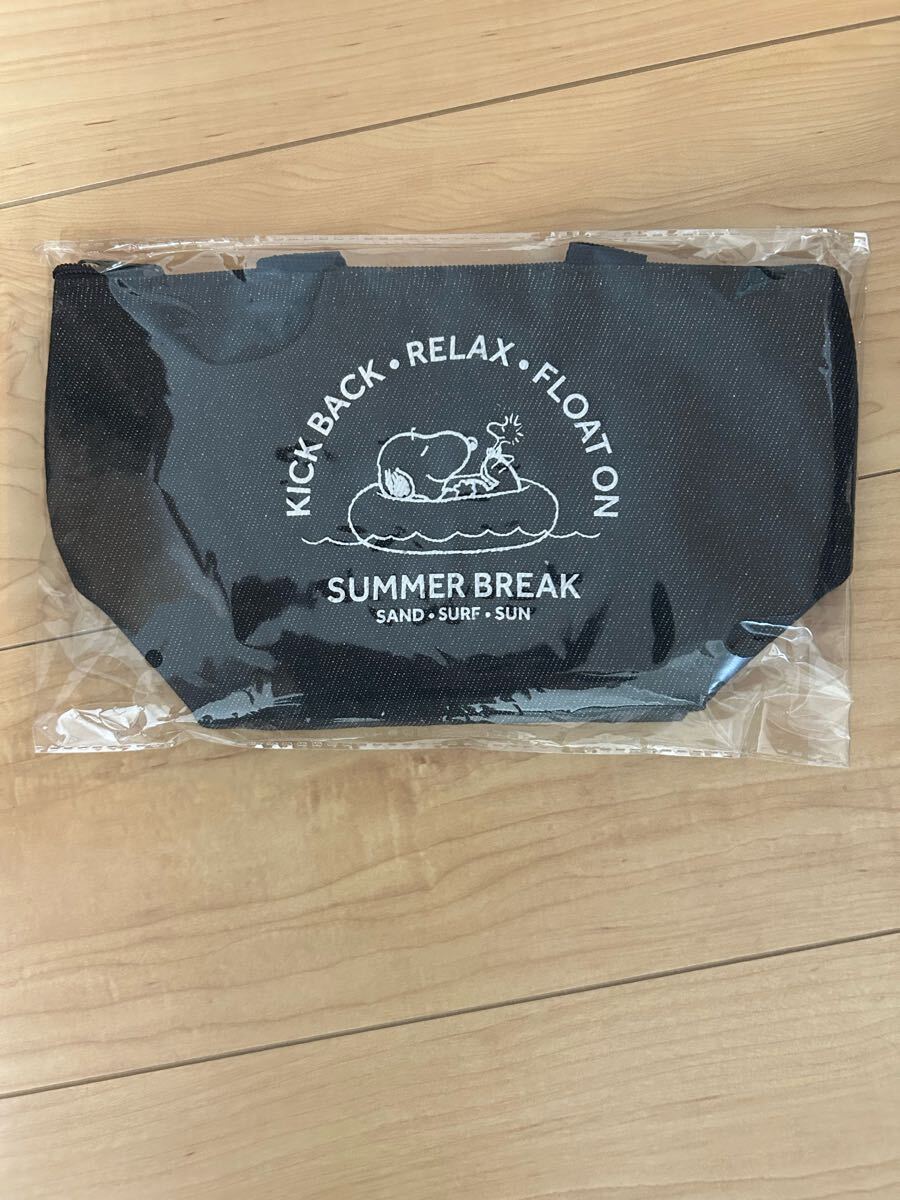 KICK BACK • RELAX • FLOAT ON
SUMMER BREAK
SAND • SURF • SUN